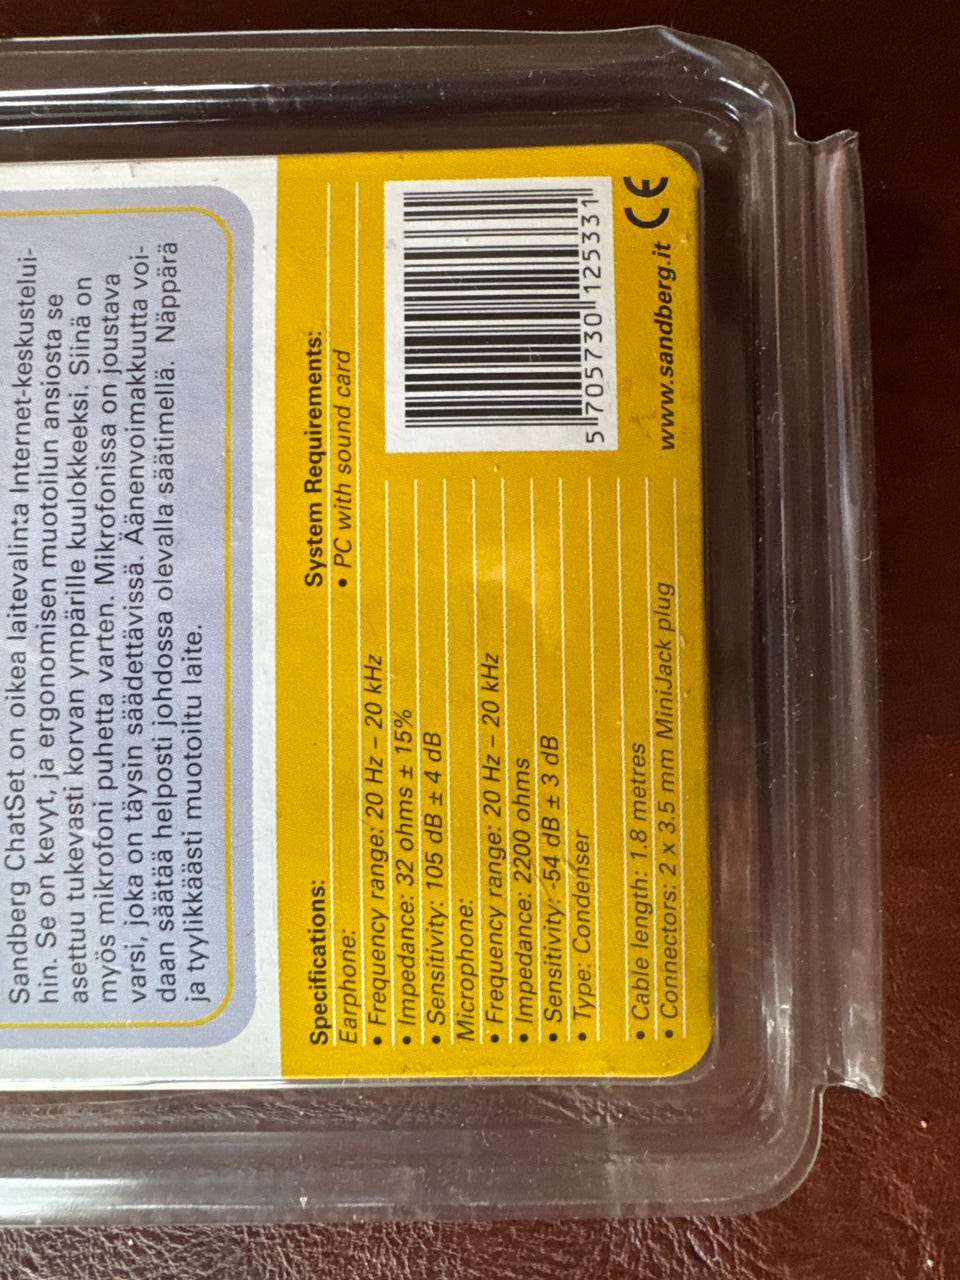 Sandberg ChatSet on oikea laitevalinta Internet-keskustelui-
hin. Se on kevyt, ja ergonomisen muotoilun ansiosta se
asettuu tukevasti korvan ympärille kuulokkeeksi. Siinä on
myös mikrofoni puhetta varten. Mikrofonissa on joustava
varsi, joka on täysin säädettävissä. Äänenvoimakkuutta voi-
daan säätää helposti johdossa olevalla säätimellä. Näppärä
ja tyylikkäästi muotoiltu laite.
Specifications:
Earphone:
• Frequency range: 20 Hz – 20 kHz
• Impedance: 32 ohms ± 15%
• Sensitivity: 105 dB ± 4 dB
Microphone:
• Frequency range: 20 Hz – 20 kHz
• Impedance: 2200 ohms
• Sensitivity: -54 dB ± 3 dB
• Type: Condenser
• Cable length: 1.8 metres
• Connectors: 2 x 3.5 mm MiniJack plug
System Requirements:
• PC with sound card
5 705730 125331
www.sandberg.it CE